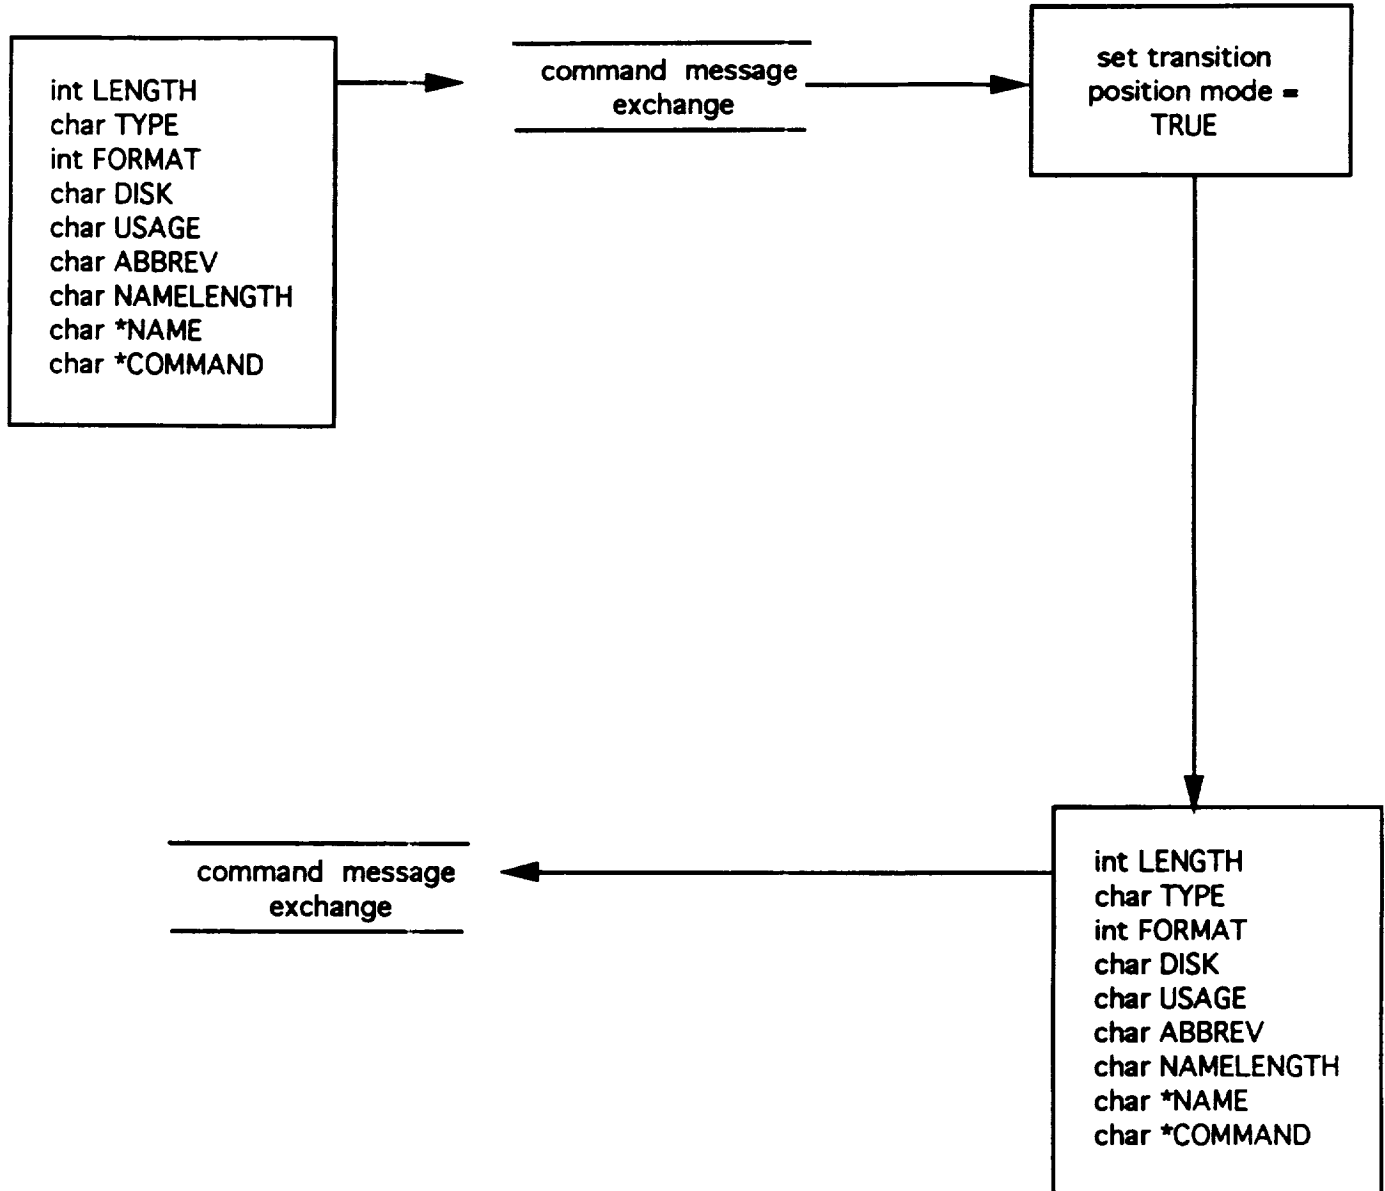 int LENGTH
char TYPE
int FORMAT
char DISK
char USAGE
char ABBREV
char NAMELENGTH
char *NAME
char *COMMAND
command message
exchange
set transition
position mode =
TRUE
command message
exchange
int LENGTH
char TYPE
int FORMAT
char DISK
char USAGE
char ABBREV
char NAMELENGTH
char *NAME
char *COMMAND